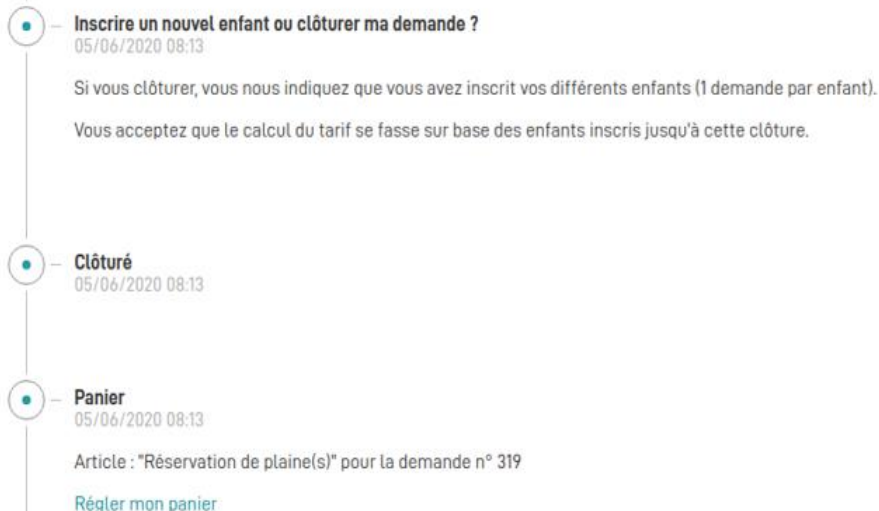 Inscrire un nouvel enfant ou clôturer ma demande ?
05/06/2020 08:13
Si vous clôturer, vous nous indiquez que vous avez inscrit vos différents enfants (1 demande par enfant).
Vous acceptez que le calcul du tarif se fasse sur base des enfants inscris jusqu'à cette clôture.
Clôturé
05/06/2020 08:13
Panier
05/06/2020 08:13
Article : "Réservation de plaine(s)" pour la demande n° 319
Régler mon panier